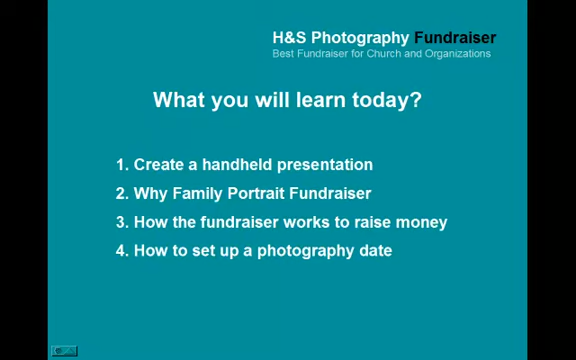 H&S Photography Fundraiser
Best Fundraiser for Church and Organizations
What you will learn today?
1. Create a handheld presentation
2. Why Family Portrait Fundraiser
3. How the fundraiser works to raise money
4. How to set up a photography date